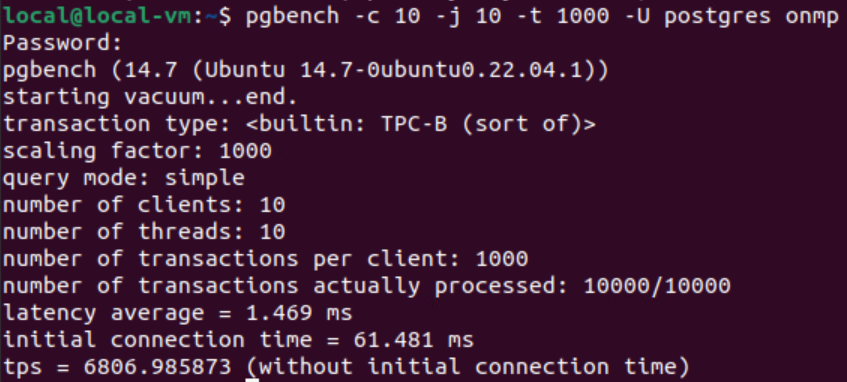 local@local-vm:~$ pgbench -c 10 -j 10 -t 1000 -U postgres onmp
Password:
pgbench (14.7 (Ubuntu 14.7-0ubuntu0.22.04.1))
starting vacuum...end.
transaction type: <builtin: TPC-B (sort of)>
scaling factor: 1000
query mode: simple
number of clients: 10
number of threads: 10
number of transactions per client: 1000
number of transactions actually processed: 10000/10000
latency average = 1.469 ms
initial connection time = 61.481 ms
tps = 6806.985873 (without initial connection time)